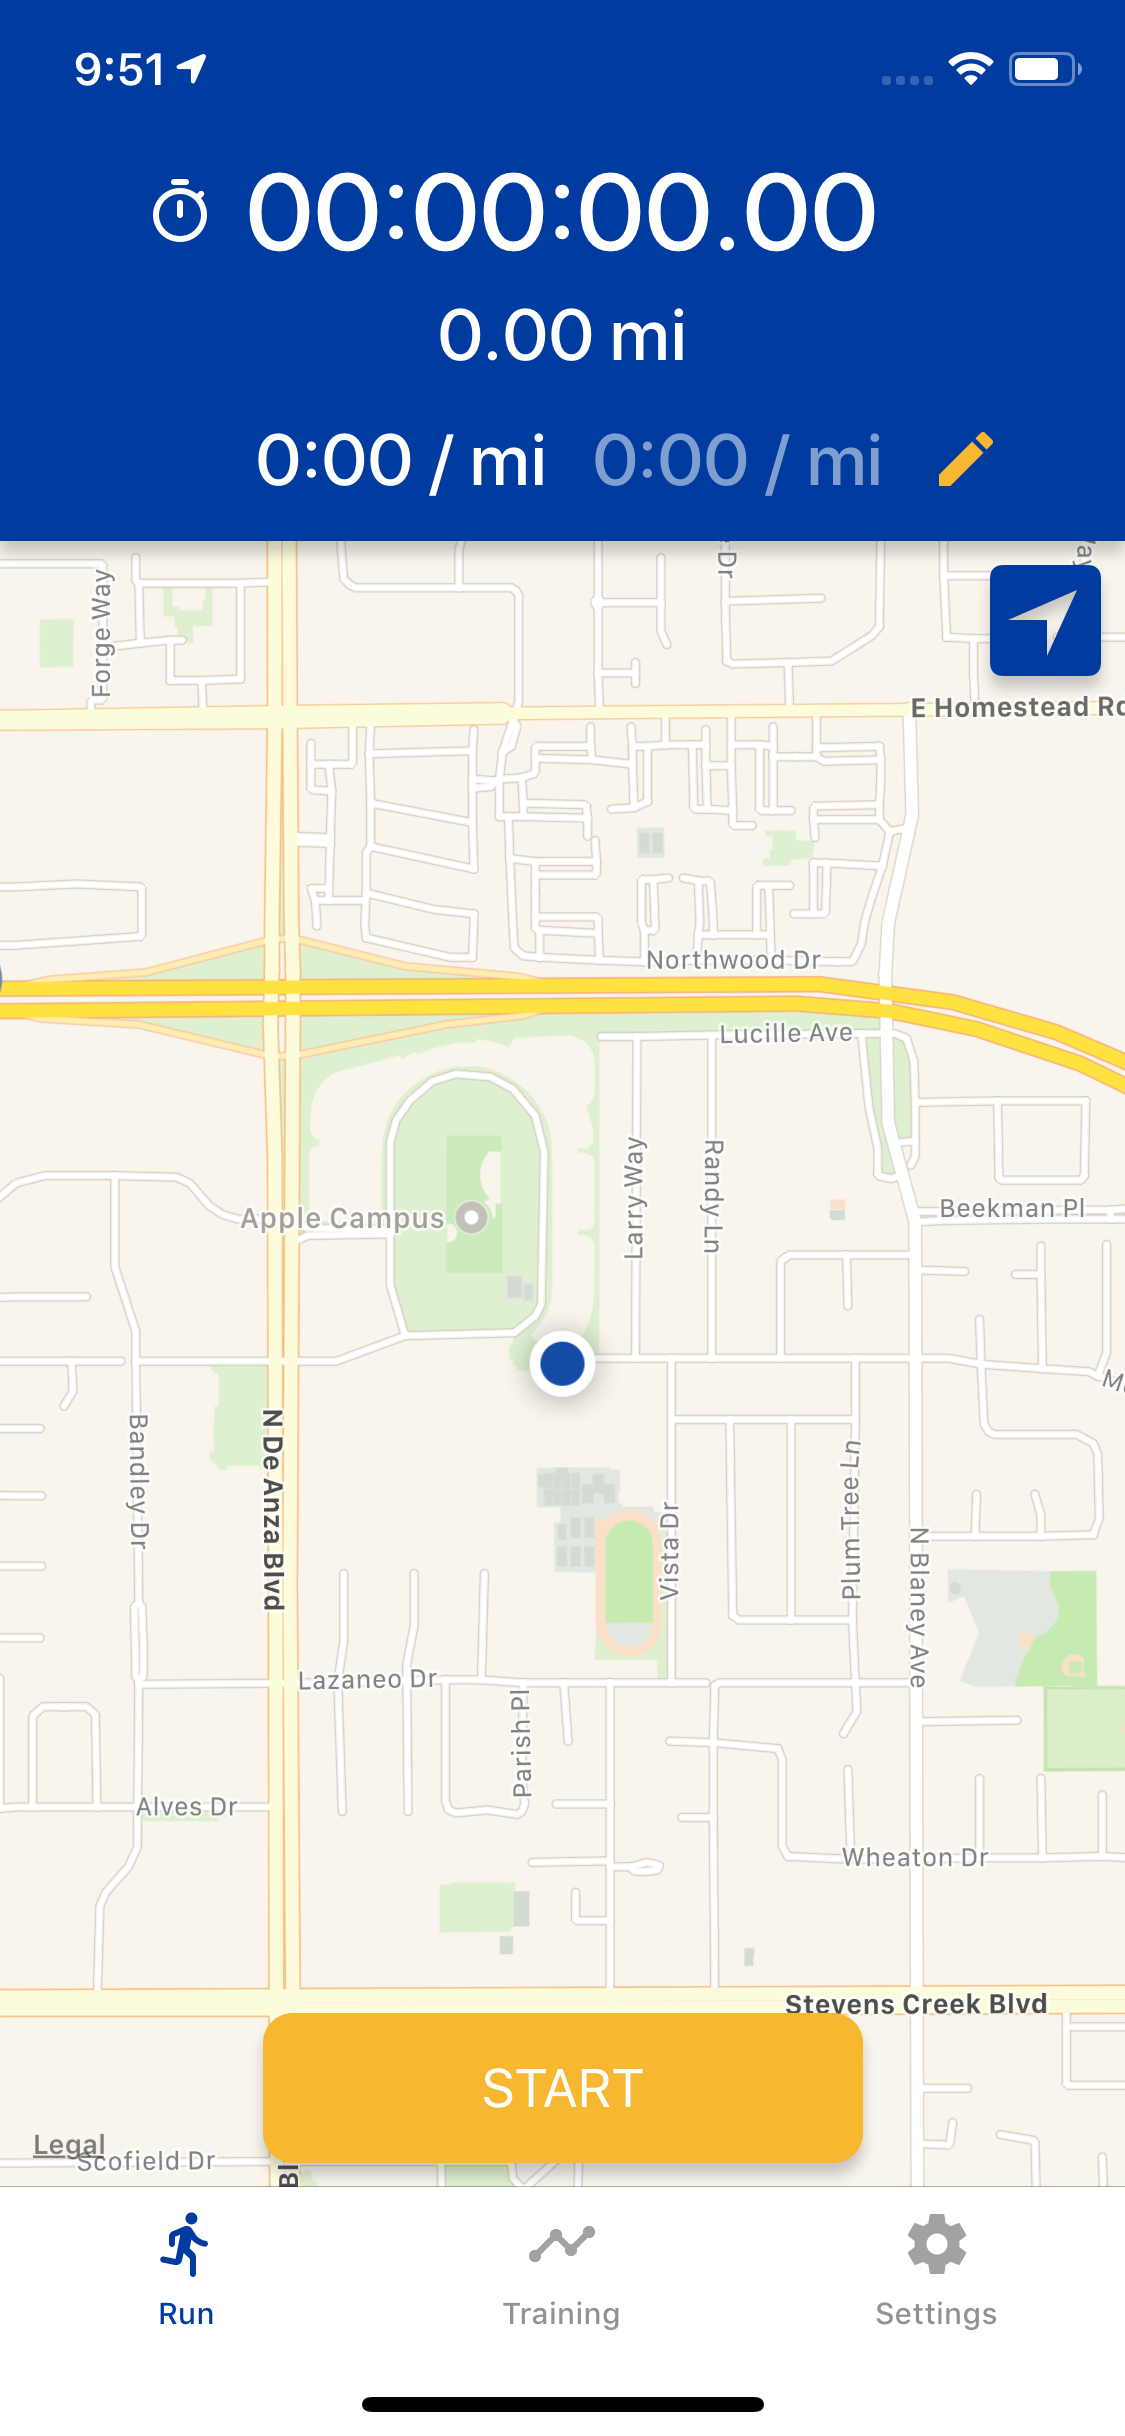 9:51
00:00:00.00
0.00 mi
0:00 / mi 0:00 / mi
Dr
Forge Way
E Homestead Rd
Northwood Dr
Lucille Ave
Larry Way
Randy Ln
Apple Campus
Beekman Pl
Bandley Dr
N De Anza Blvd
Vista Dr
Plum Tree Ln
N Blaney Ave
Lazaneo Dr
Parish Pl
Alves Dr
Wheaton Dr
Stevens Creek Blvd
START
Legal
Scofield Dr
Bl
Run
Training
Settings